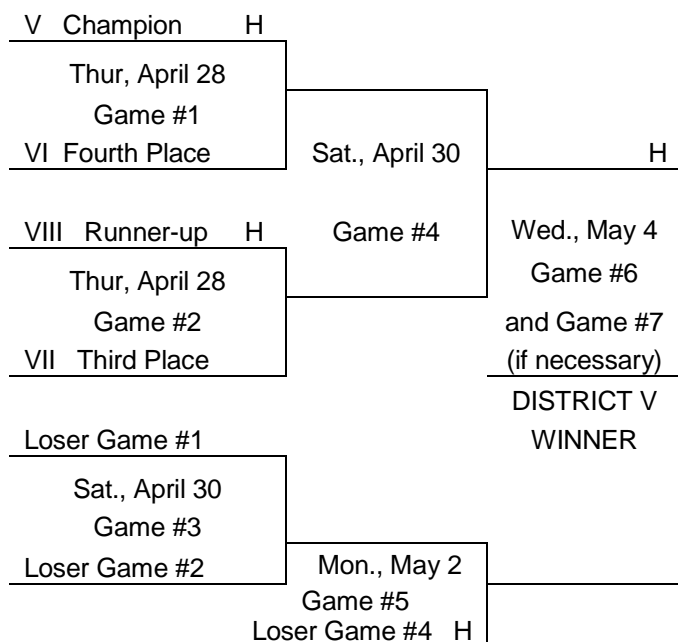 V Champion H
Thur, April 28
Game #1
VI Fourth Place
Sat., April 30
H
VIII Runner-up H
Game #4
Wed., May 4
Thur, April 28
Game #6
Game #2
and Game #7
VII Third Place
(if necessary)
DISTRICT V
Loser Game #1
WINNER
Sat., April 30
Game #3
Loser Game #2
Mon., May 2
Game #5
Loser Game #4 H